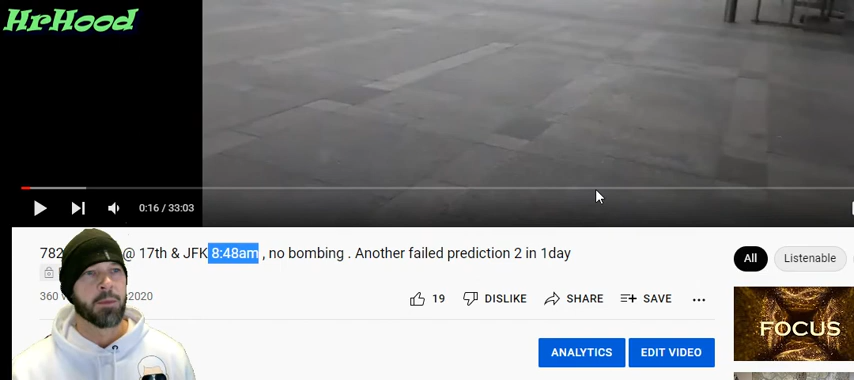 HrHood
0:16 / 33:03
782 @ 17th & JFK 8:48am , no bombing . Another failed prediction 2 in 1day
All
Listenable
360 2020
19
DISLIKE
SHARE
SAVE
FOCUS
ANALYTICS
EDIT VIDEO